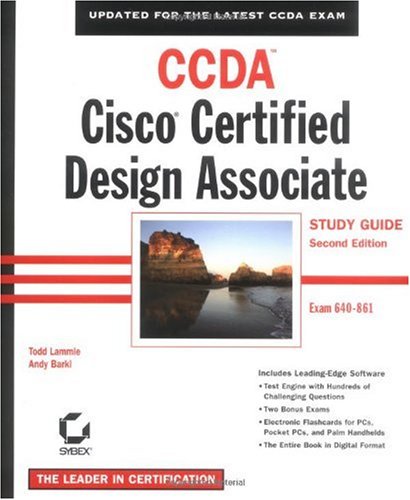 UPDATED FOR THE LATEST CCDA EXAM
CCDA™
Cisco® Certified
Design Associate
STUDY GUIDE
Second Edition
Exam 640-861
Todd Lammle
Andy Barkl
Includes Leading-Edge Software
• Test Engine with Hundreds of
Challenging Questions
• Two Bonus Exams
• Electronic Flashcards for PCs,
Pocket PCs, and Palm Handhelds
• The Entire Book in Digital Format
SYBEX®
THE LEADER IN CERTIFICATION